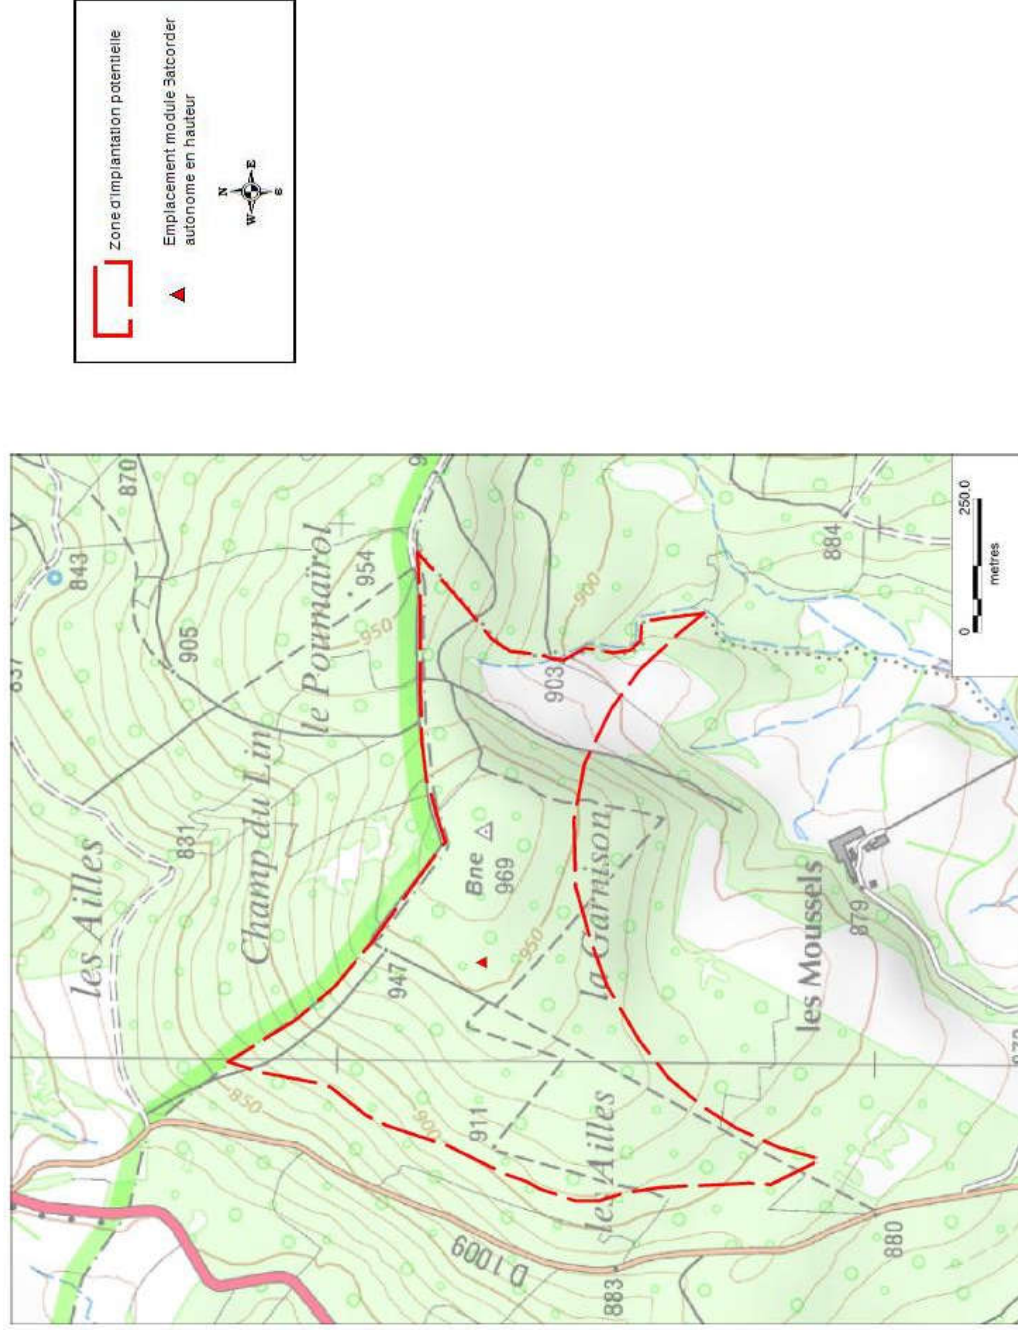 Zone d'implantation potentielle
Emplacement module Batcorder
autonome en hauteur
N
W
E
S
843
870
905
les Ailles
831
Champ du Lin
le Poumaïrol
954
950
947
Bne
969
950
850
900
911
903
900
la Garnison
les Ailles
les Moussels
879
884
D 1009
883
880
0
250.0
metres